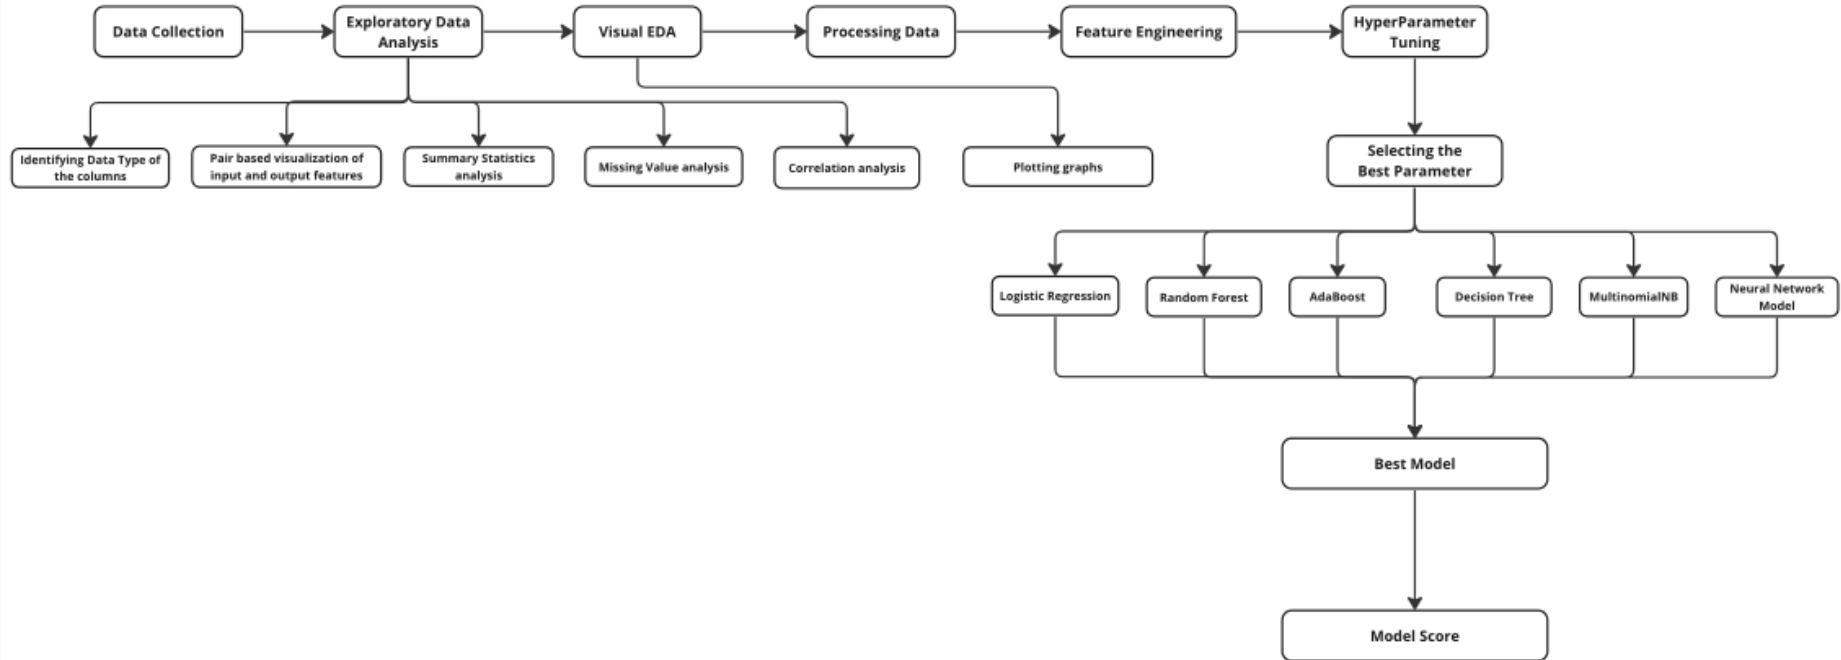 Data Collection
Exploratory Data
Analysis
Visual EDA
Processing Data
Feature Engineering
HyperParameter
Tuning
Identifying Data Type of
the columns
Pair based visualization of
input and output features
Summary Statistics
analysis
Missing Value analysis
Correlation analysis
Plotting graphs
Selecting the
Best Parameter
Logistic Regression
Random Forest
AdaBoost
Decision Tree
MultinomialNB
Neural Network
Model
Best Model
Model Score